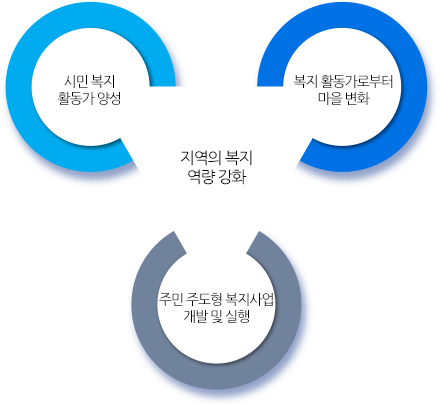 시민 복지
활동가 양성
복지 활동가로부터
마을 변화
지역의 복지
역량 강화
주민 주도형 복지사업
개발 및 실행